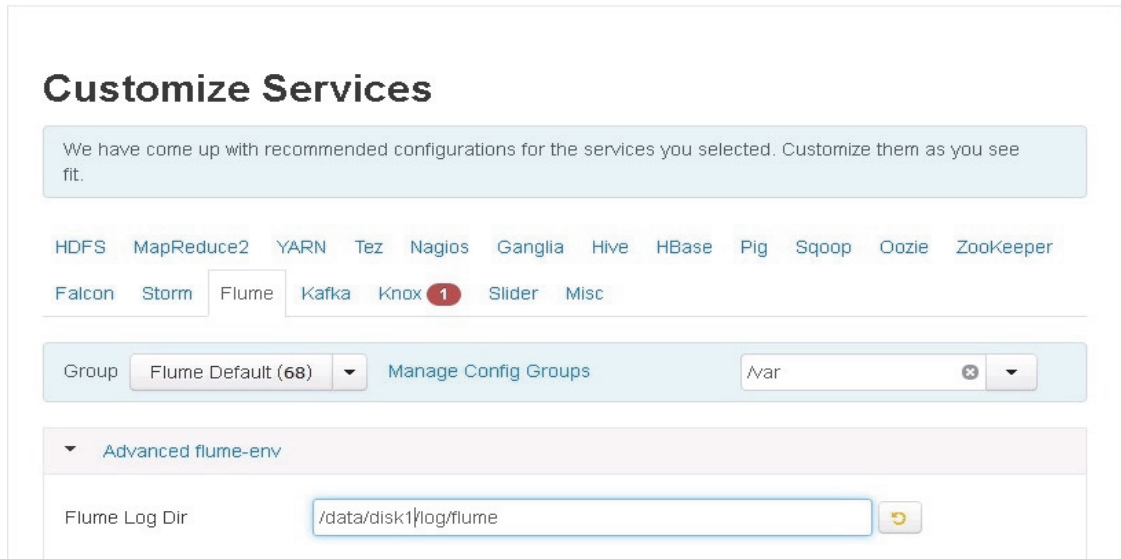 Customize Services
We have come up with recommended configurations for the services you selected. Customize them as you see
fit.
HDFS MapReduce2 YARN Tez Nagios Ganglia Hive HBase Pig Sqoop Oozie ZooKeeper
Falcon Storm Flume Kafka Knox 1 Slider Misc
Group Flume Default (68) Manage Config Groups /var
Advanced flume-env
Flume Log Dir /data/disk1/log/flume